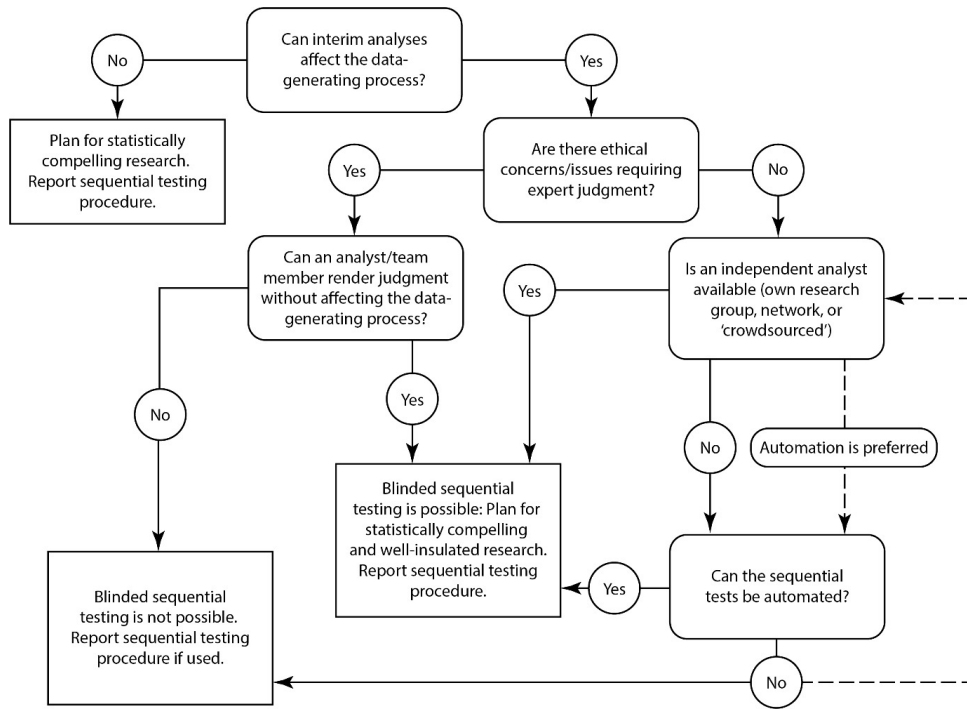 Can interim analyses
affect the data-
generating process?
No
Yes
Plan for statistically
compelling research.
Report sequential testing
procedure.
Are there ethical
concerns/issues requiring
expert judgment?
Yes
No
Can an analyst/team
member render judgment
without affecting the data-
generating process?
Is an independent analyst
available (own research
group, network, or
‘crowdsourced’)
Yes
No
Yes
No
Automation is preferred
Blinded sequential
testing is possible: Plan for
statistically compelling
and well-insulated research.
Report sequential testing
procedure.
Can the sequential
tests be automated?
Yes
Blinded sequential
testing is not possible.
Report sequential testing
procedure if used.
No